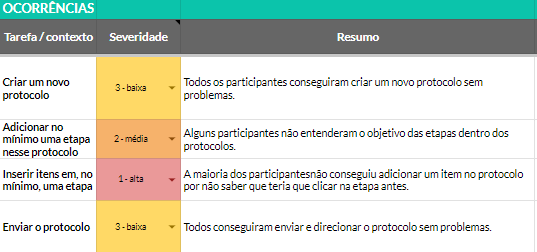 OCORRÊNCIAS
Tarefa / contexto Severidade Resumo
Criar um novo
protocolo
3 - baixa
Todos os participantes conseguiram criar um novo protocolo sem
problemas.
Adicionar no
mínimo uma etapa
nesse protocolo
2 - média
Alguns participantes não entenderam o objetivo das etapas dentro dos
protocolos.
Inserir itens em, no
mínimo, uma etapa
1 - alta
A maioria dos participantesnão conseguiu adicionar um item no protocolo
por não saber que teria que clicar na etapa antes.
Enviar o protocolo
3 - baixa
Todos conseguiram enviar e direcionar o protocolo sem problemas.